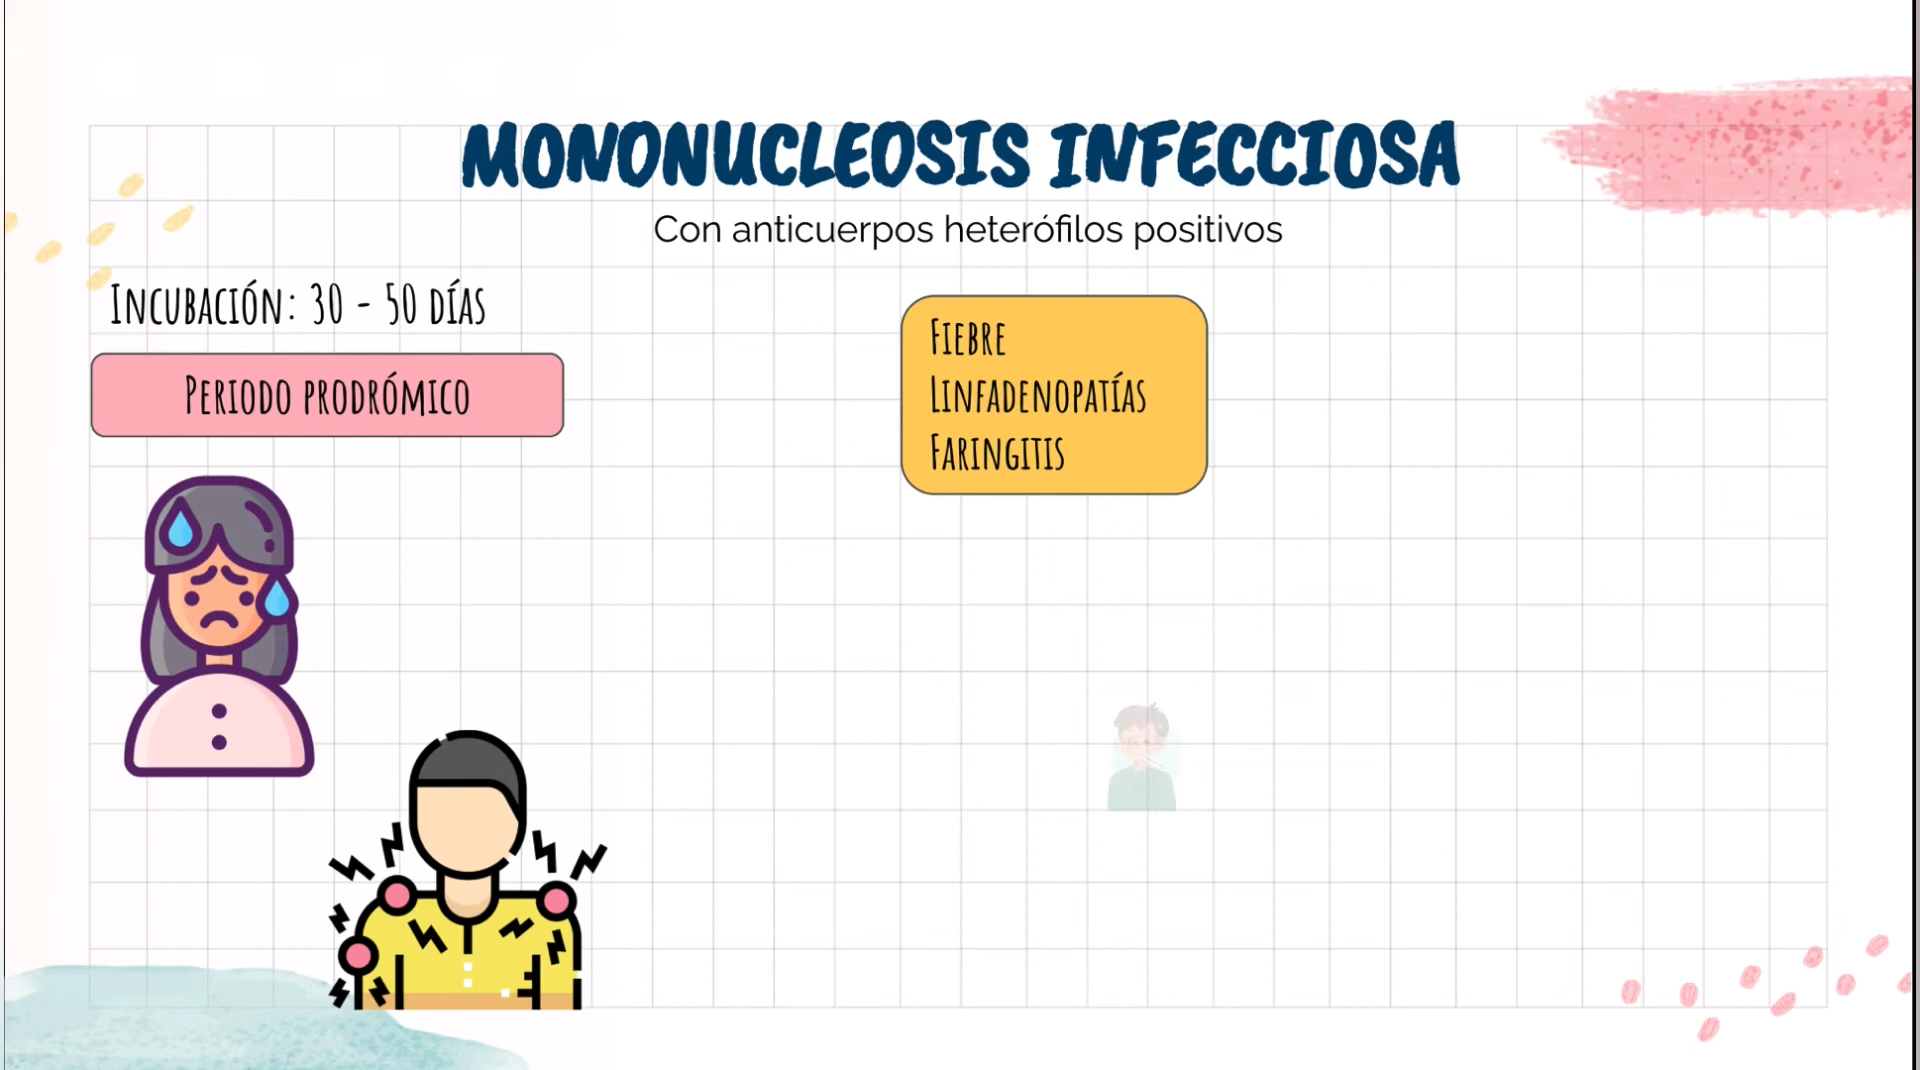 MONONUCLEOSIS INFECCIOSA
Con anticuerpos heterófilos positivos
Incubación: 30 - 50 días
Periodo prodrómico
Fiebre
Linfadenopatías
Faringitis